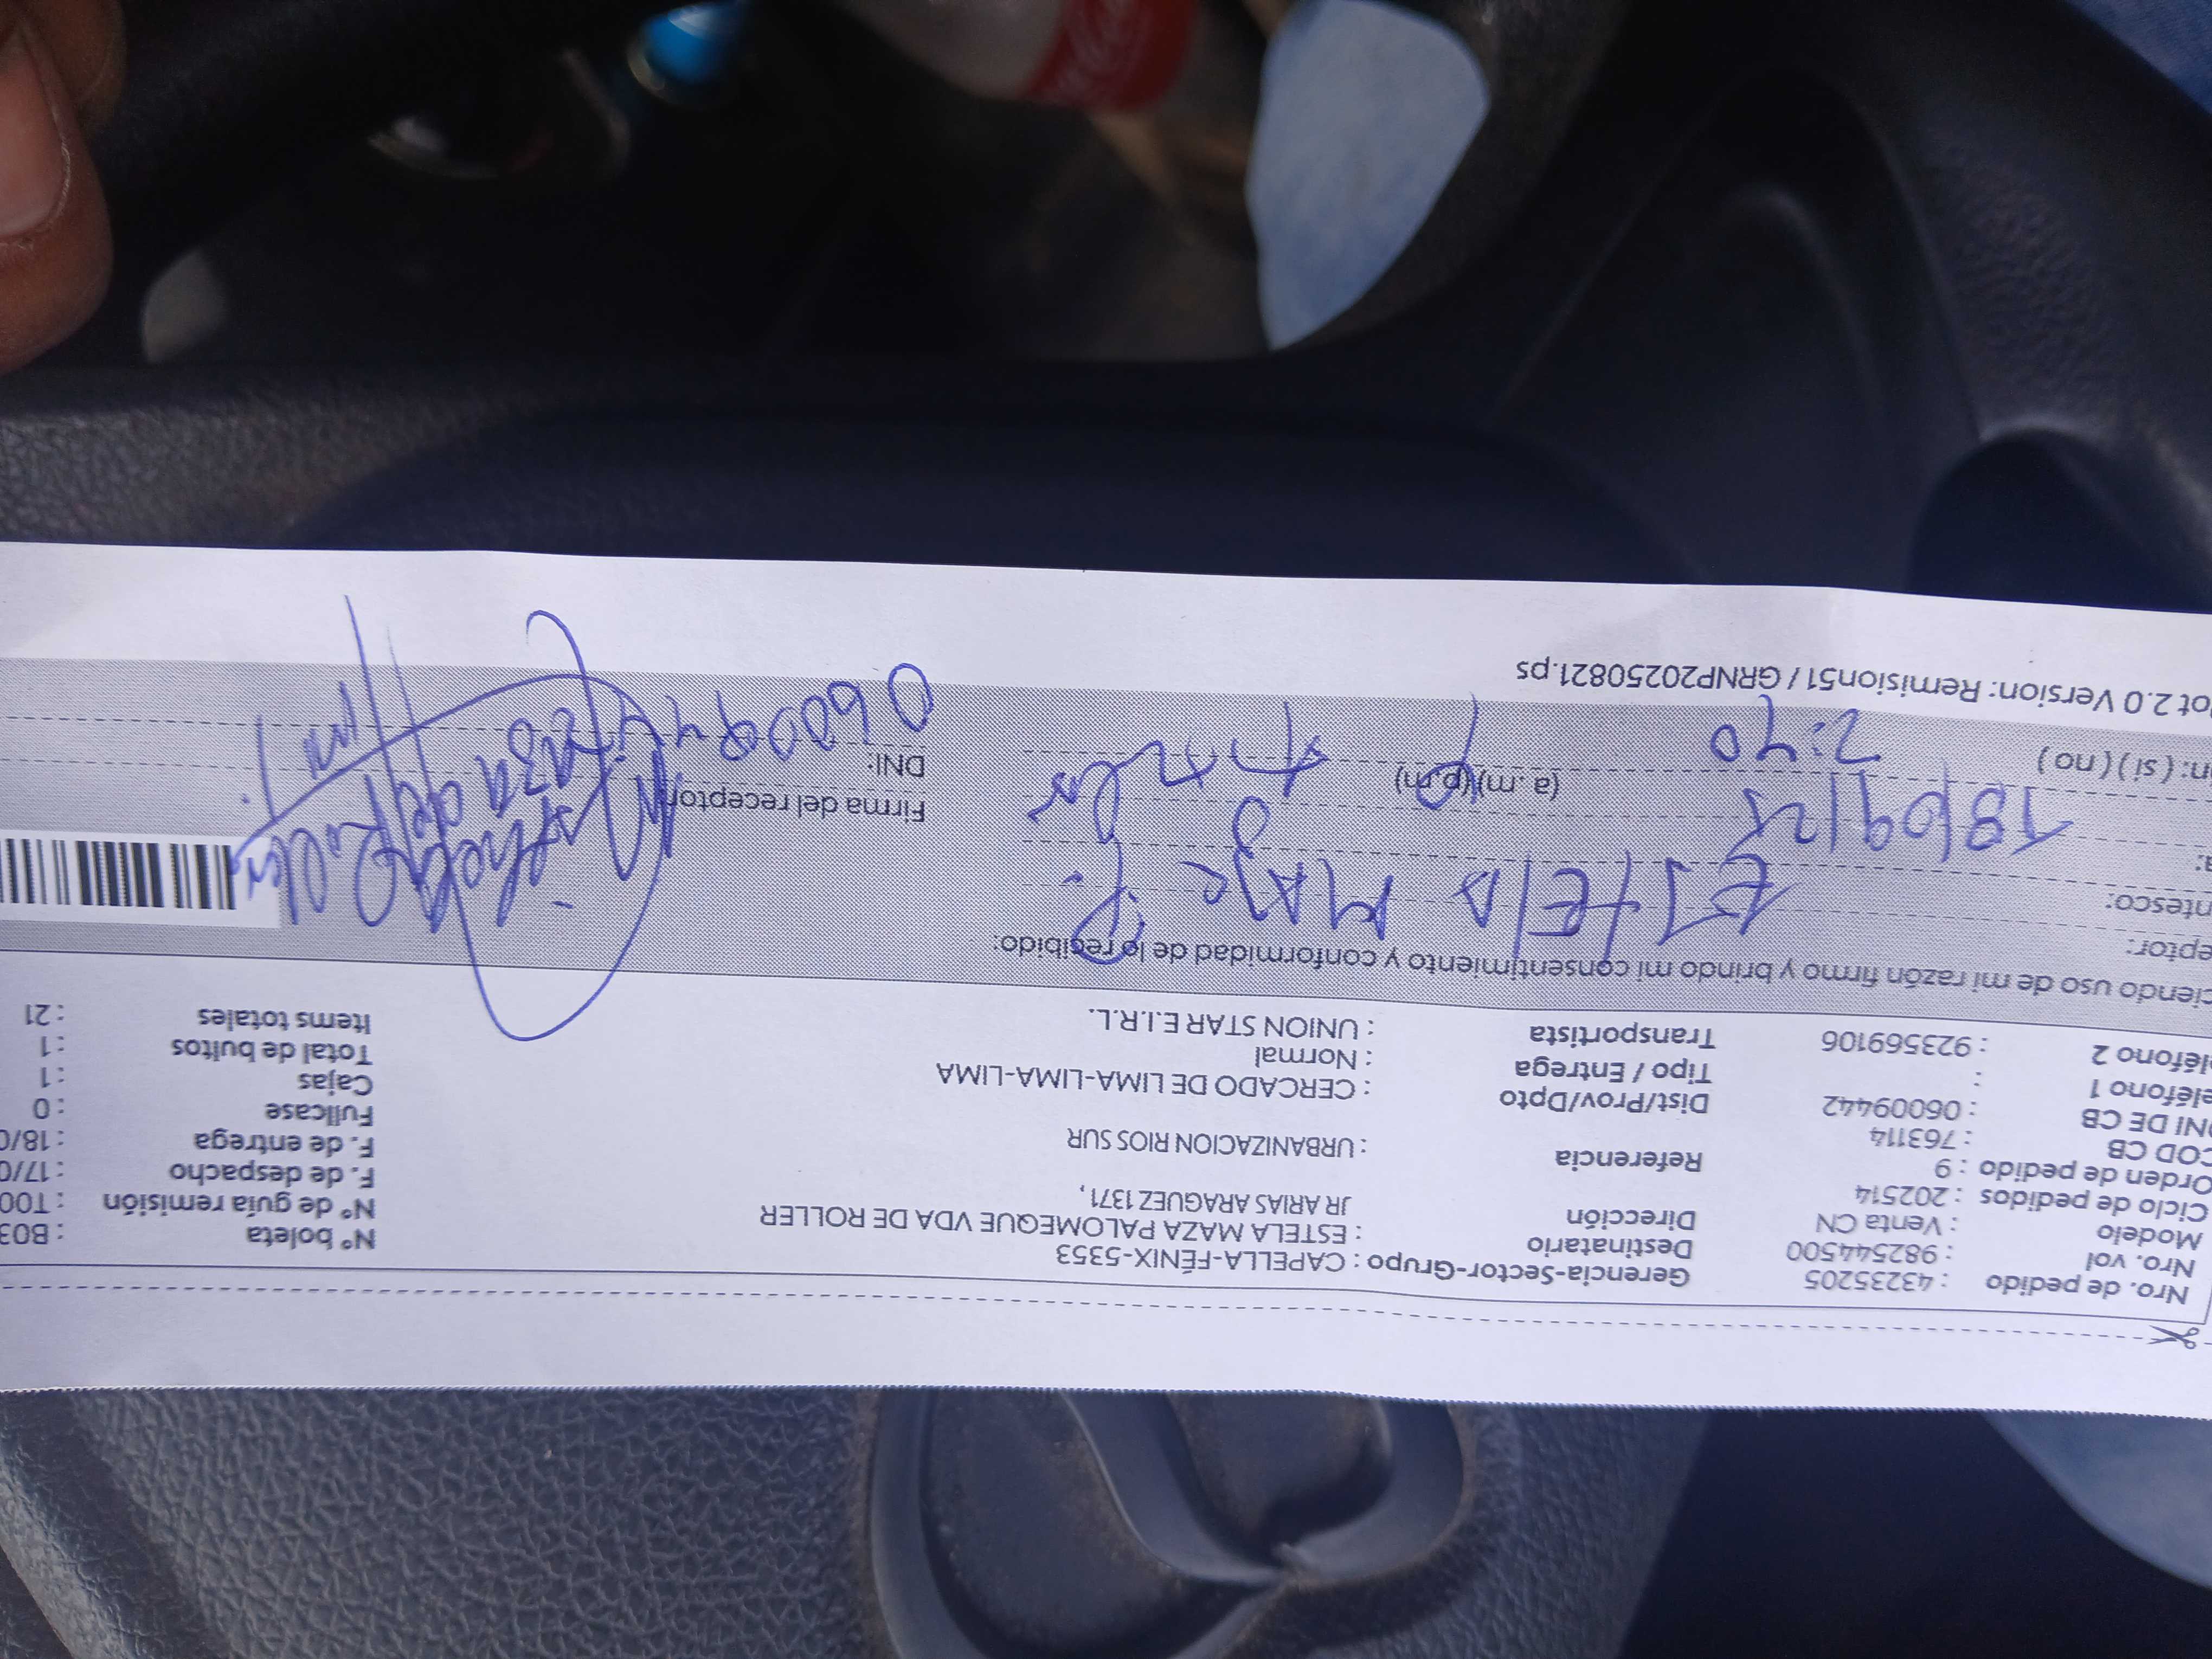 Nro. de pedido : 43235205 Gerencia-Sector-Grupo : CAPELLA-FÉNIX-5353 Nº boleta : B03
Nro. vol : 982544500 Destinatario : ESTELA MAZA PALOMEQUE VDA DE ROLLER Nº de guía remisión : T00
Modelo : Venta CN Dirección JR ARIAS ARAGUEZ 1371, F. de despacho : 17/0
Ciclo de pedidos : 202514 F. de entrega : 18/0
Orden de pedido : 9 Referencia : URBANIZACION RIOS SUR Fullcase : 0
COD CB : 763114 Cajas : 1
DNI DE CB : 06009442 Dist/Prov/Dpto : CERCADO DE LIMA-LIMA-LIMA Total de bultos : 1
eléfono 1 : Tipo / Entrega : Normal Items totales : 21
léfono 2 : 923569106 Transportista : UNION STAR E.I.R.L.
ciendo uso de mi razón firmo y brindo mi consentimiento y conformidad de lo recibido:
eptor: EstElA MAza P.
ntesco:
a: 18/09/25 (a. m)(p.m) Firma del receptor
n: ( si ) ( no ) 2:40 DNI: 06009442
ot 2.0 Version: Remision51 / GRNP20250821.ps